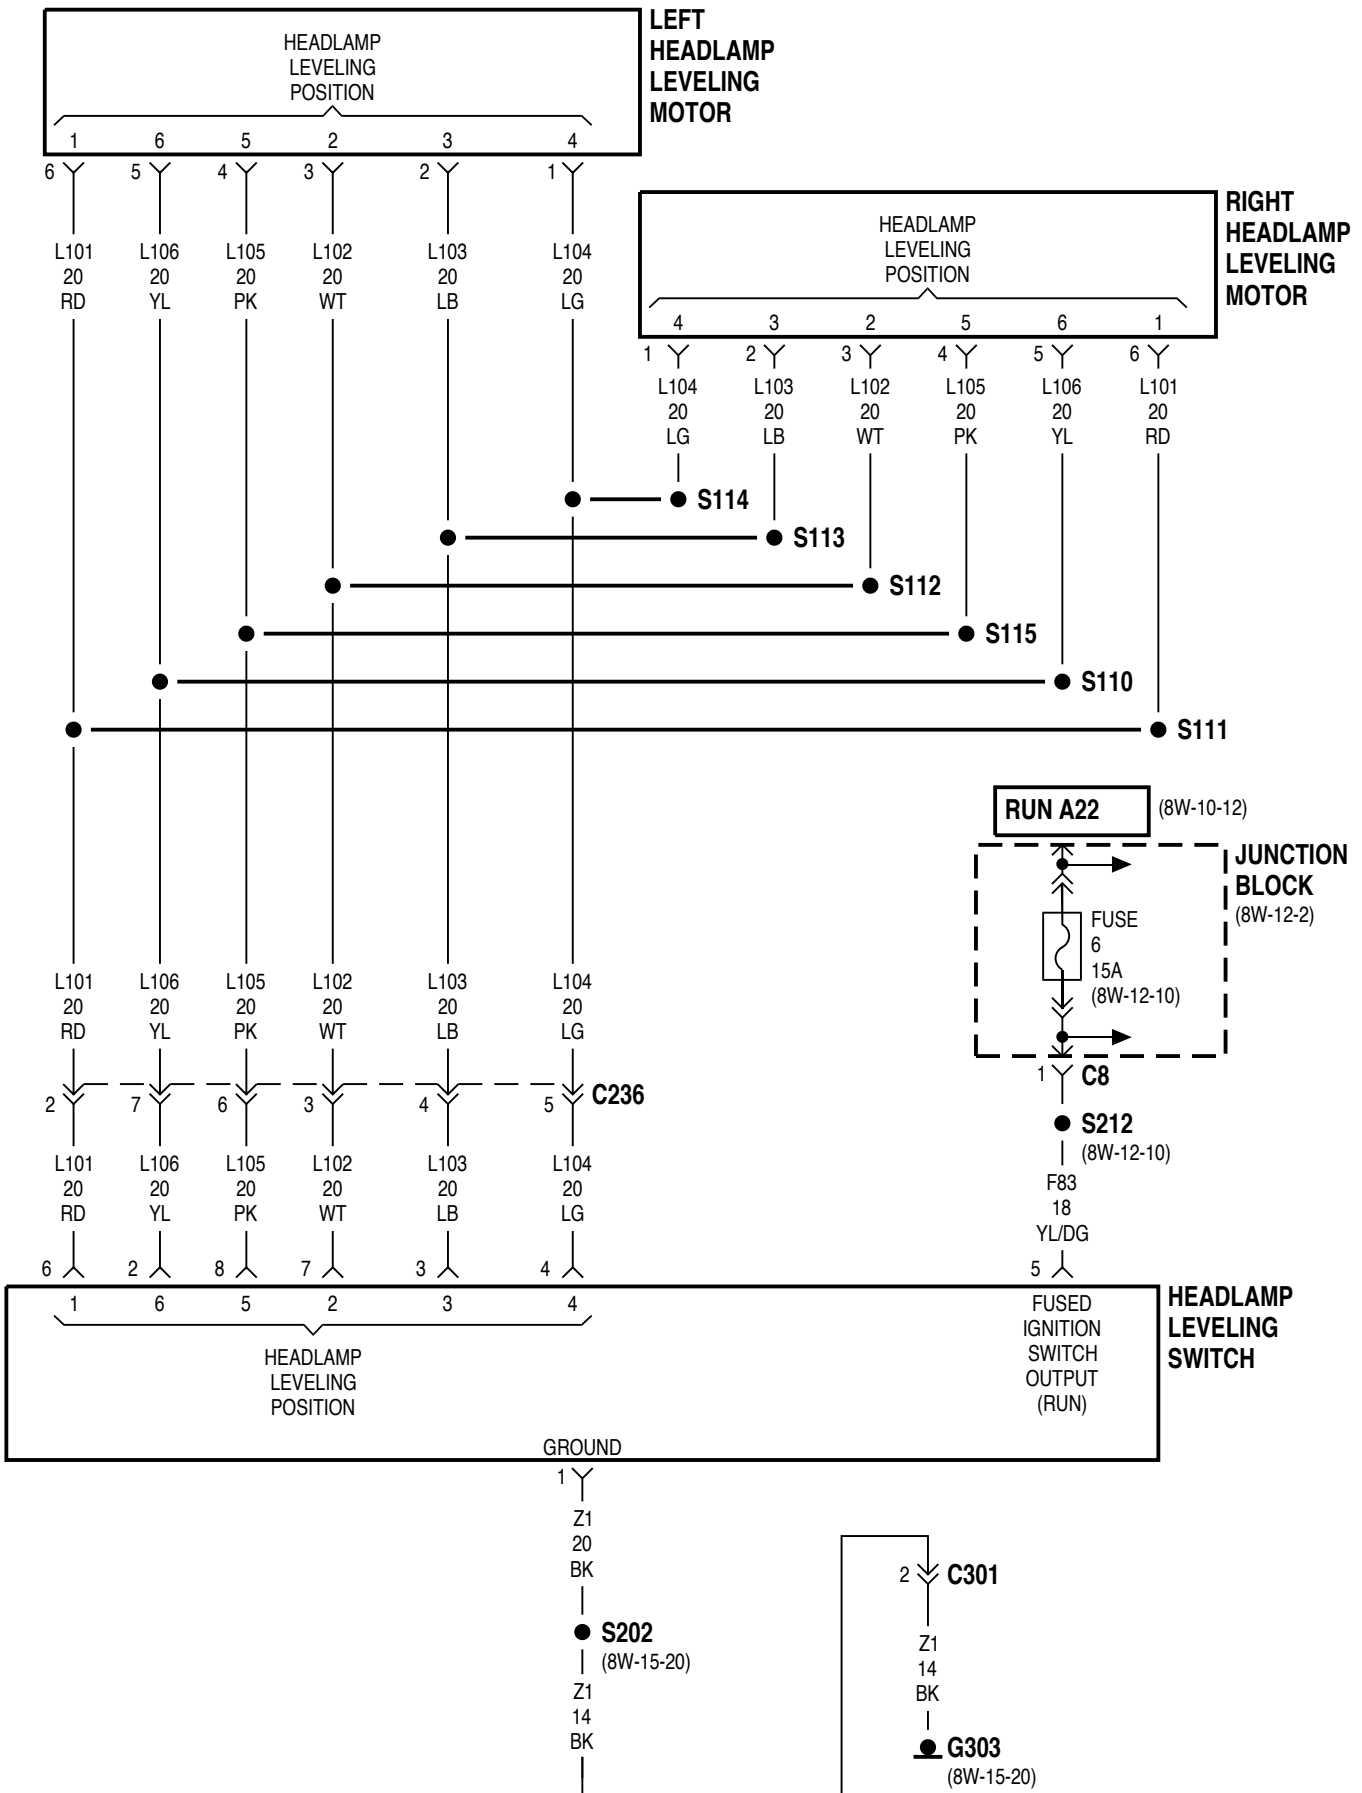 LEFT
HEADLAMP
LEVELING
MOTOR
HEADLAMP
LEVELING
POSITION
1 6 5 2 3 4
6 5 4 3 2 1
L101 L106 L105 L102 L103 L104
20 20 20 20 20 20
RD YL PK WT LB LG
RIGHT
HEADLAMP
LEVELING
MOTOR
HEADLAMP
LEVELING
POSITION
4 3 2 5 6 1
1 2 3 4 5 6
L104 L103 L102 L105 L106 L101
20 20 20 20 20 20
LG LB WT PK YL RD
S114
S113
S112
S115
S110
S111
RUN A22 (8W-10-12)
JUNCTION
BLOCK
(8W-12-2)
FUSE
6
15A
(8W-12-10)
1 C8
S212
(8W-12-10)
F83
18
YL/DG
5
L101 L106 L105 L102 L103 L104
20 20 20 20 20 20
RD YL PK WT LB LG
2 7 6 3 4 5 C236
L101 L106 L105 L102 L103 L104
20 20 20 20 20 20
RD YL PK WT LB LG
6 2 8 7 3 4
1 6 5 2 3 4
HEADLAMP
LEVELING
POSITION
FUSED
IGNITION
SWITCH
OUTPUT
(RUN)
HEADLAMP
LEVELING
SWITCH
GROUND
1
Z1
20
BK
S202
(8W-15-20)
Z1
14
BK
2 C301
Z1
14
BK
G303
(8W-15-20)